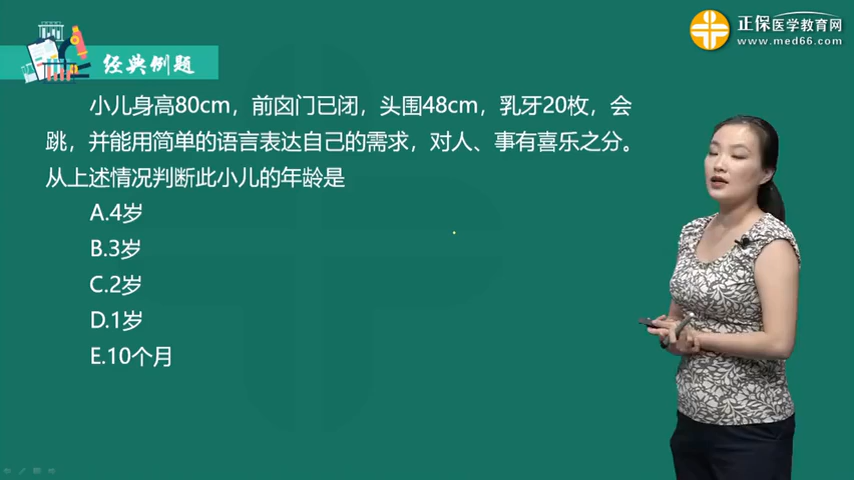 正保医学教育网
www.med66.com
经典例题
小儿身高80cm，前囟门已闭，头围48cm，乳牙20枚，会
跳，并能用简单的语言表达自己的需求，对人、事有喜乐之分。
从上述情况判断此小儿的年龄是
A.4岁
B.3岁
C.2岁
D.1岁
E.10个月